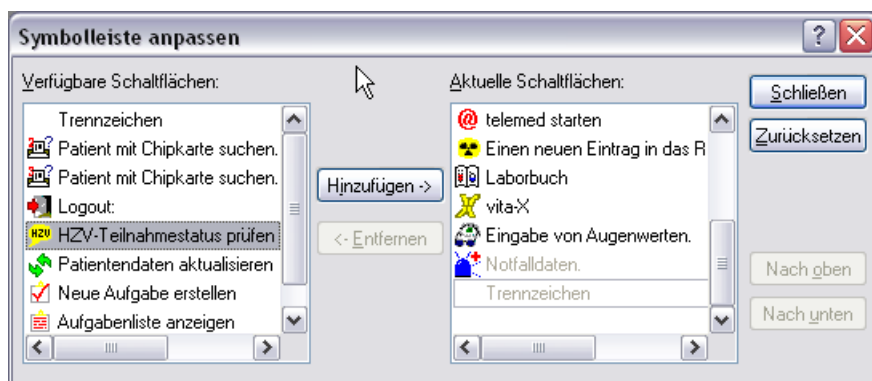 Symbolleiste anpassen
Verfügbare Schaltflächen:
Trennzeichen
Patient mit Chipkarte suchen.
Patient mit Chipkarte suchen.
Logout:
HZV HZV-Teilnahmestatus prüfen
Patientendaten aktualisieren
Neue Aufgabe erstellen
Aufgabenliste anzeigen
Hinzufügen ->
<- Entfernen
Aktuelle Schaltflächen:
@ telemed starten
Einen neuen Eintrag in das R
Laborbuch
vita-X
Eingabe von Augenwerten.
Notfalldaten.
Trennzeichen
Schließen
Zurücksetzen
Nach oben
Nach unten